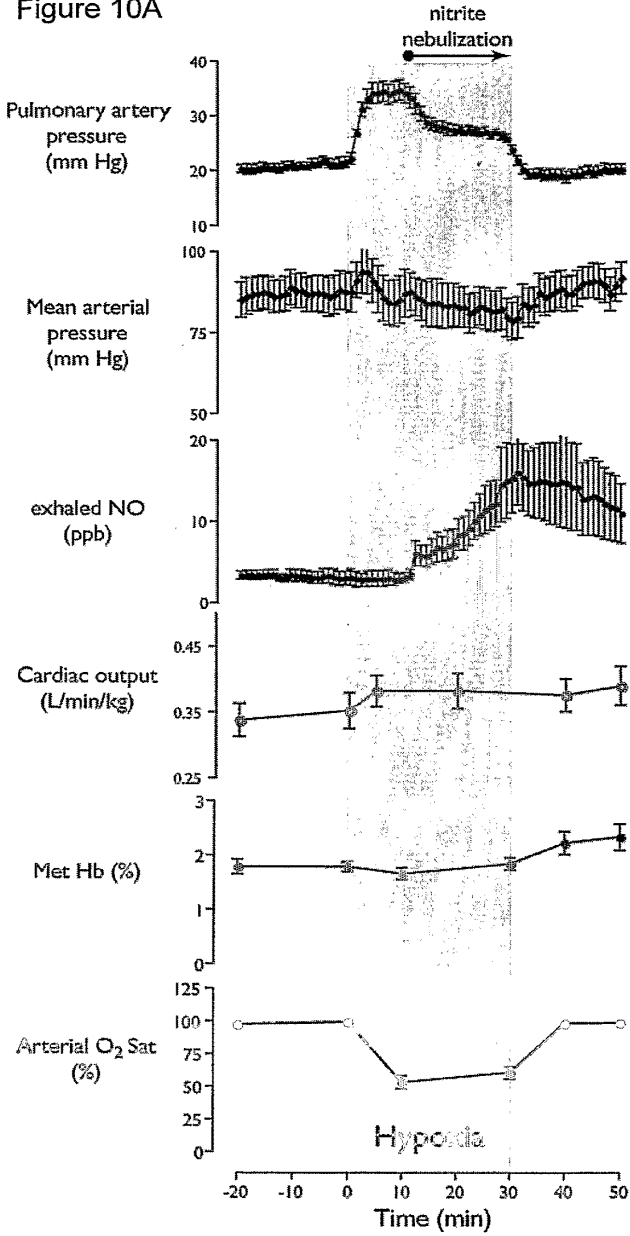 Figure 10A
nitrite
nebulization
Pulmonary artery
pressure
(mm Hg)
40
30
20
10
Mean arterial
pressure
(mm Hg)
100
75
50
exhaled NO
(ppb)
20
10
0
Cardiac output
(L/min/kg)
0.45
0.35
0.25
Met Hb (%)
3
2
1
0
Arterial O₂ Sat
(%)
125
100
75
50
25
0
Hypoxia
-20 -10 0 10 20 30 40 50
Time (min)